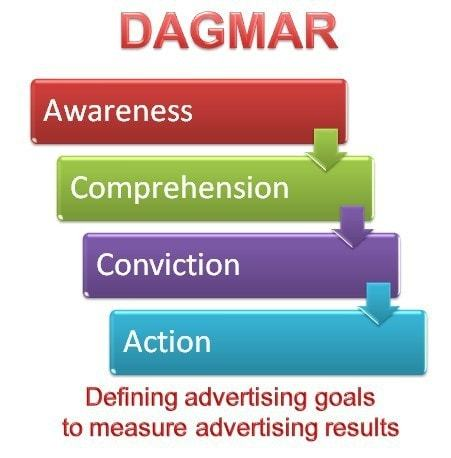 DAGMAR
Awareness
Comprehension
Conviction
Action
Defining advertising goals
to measure advertising results